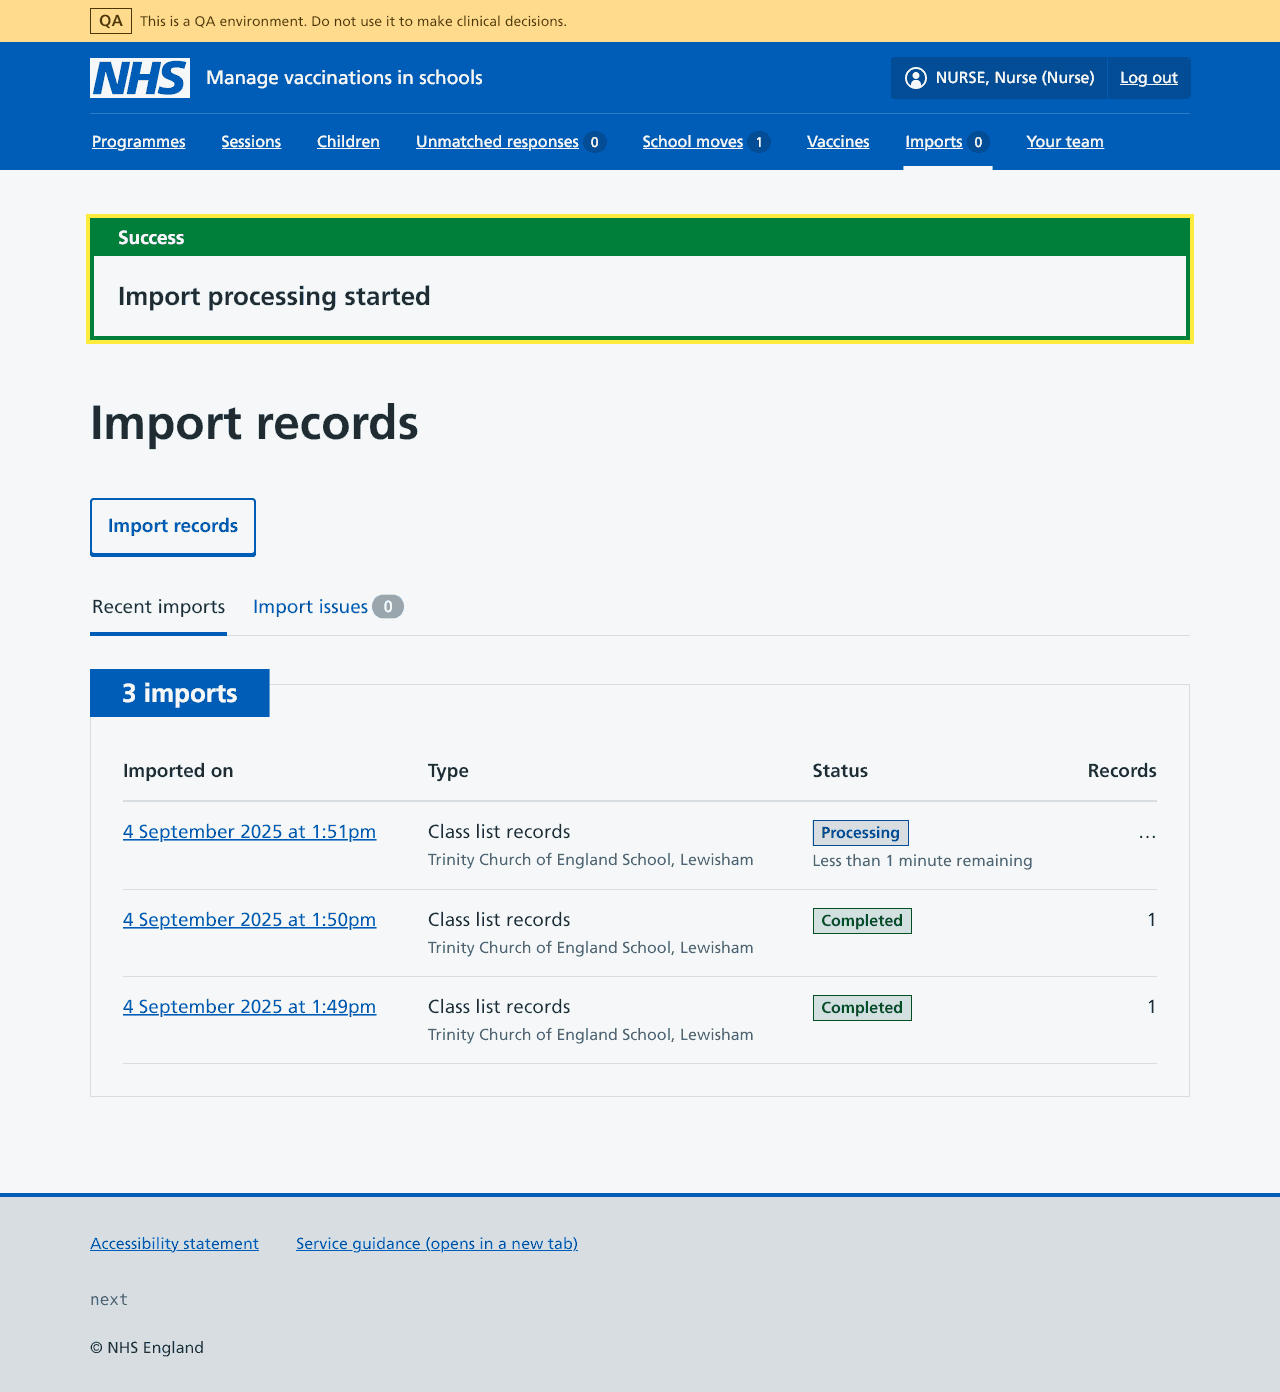 QA This is a QA environment. Do not use it to make clinical decisions.
NHS Manage vaccinations in schools NURSE, Nurse (Nurse) Log out
Programmes Sessions Children Unmatched responses 0 School moves 1 Vaccines Imports 0 Your team
Success
Import processing started
Import records
Import records
Recent imports Import issues 0
3 imports
Imported on Type Status Records
4 September 2025 at 1:51pm Class list records Processing ...
Trinity Church of England School, Lewisham Less than 1 minute remaining
4 September 2025 at 1:50pm Class list records Completed 1
Trinity Church of England School, Lewisham
4 September 2025 at 1:49pm Class list records Completed 1
Trinity Church of England School, Lewisham
Accessibility statement Service guidance (opens in a new tab)
next
© NHS England